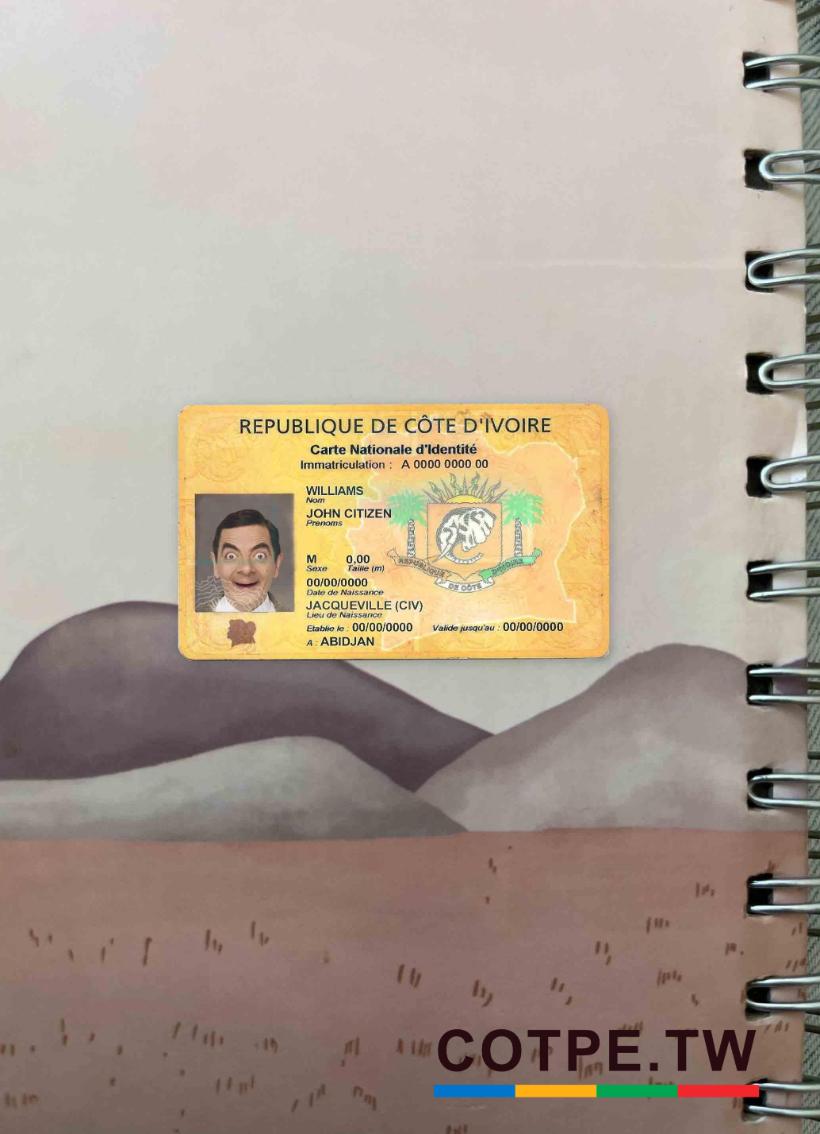 REPUBLIQUE DE CÔTE D'IVOIRE
Carte Nationale d'Identité
Immatriculation : A 0000 0000 00
WILLIAMS
Nom
JOHN CITIZEN
Prenoms
M 0,00
Sexe Taille (m)
00/00/0000
Date de Naissance
JACQUEVILLE (CIV)
Lieu de Naissance
Etablie le : 00/00/0000 Valide jusqu'au : 00/00/0000
A : ABIDJAN
REPUBLIQUE
DE CÔTE
D'IVOIRE
COTPE.TW